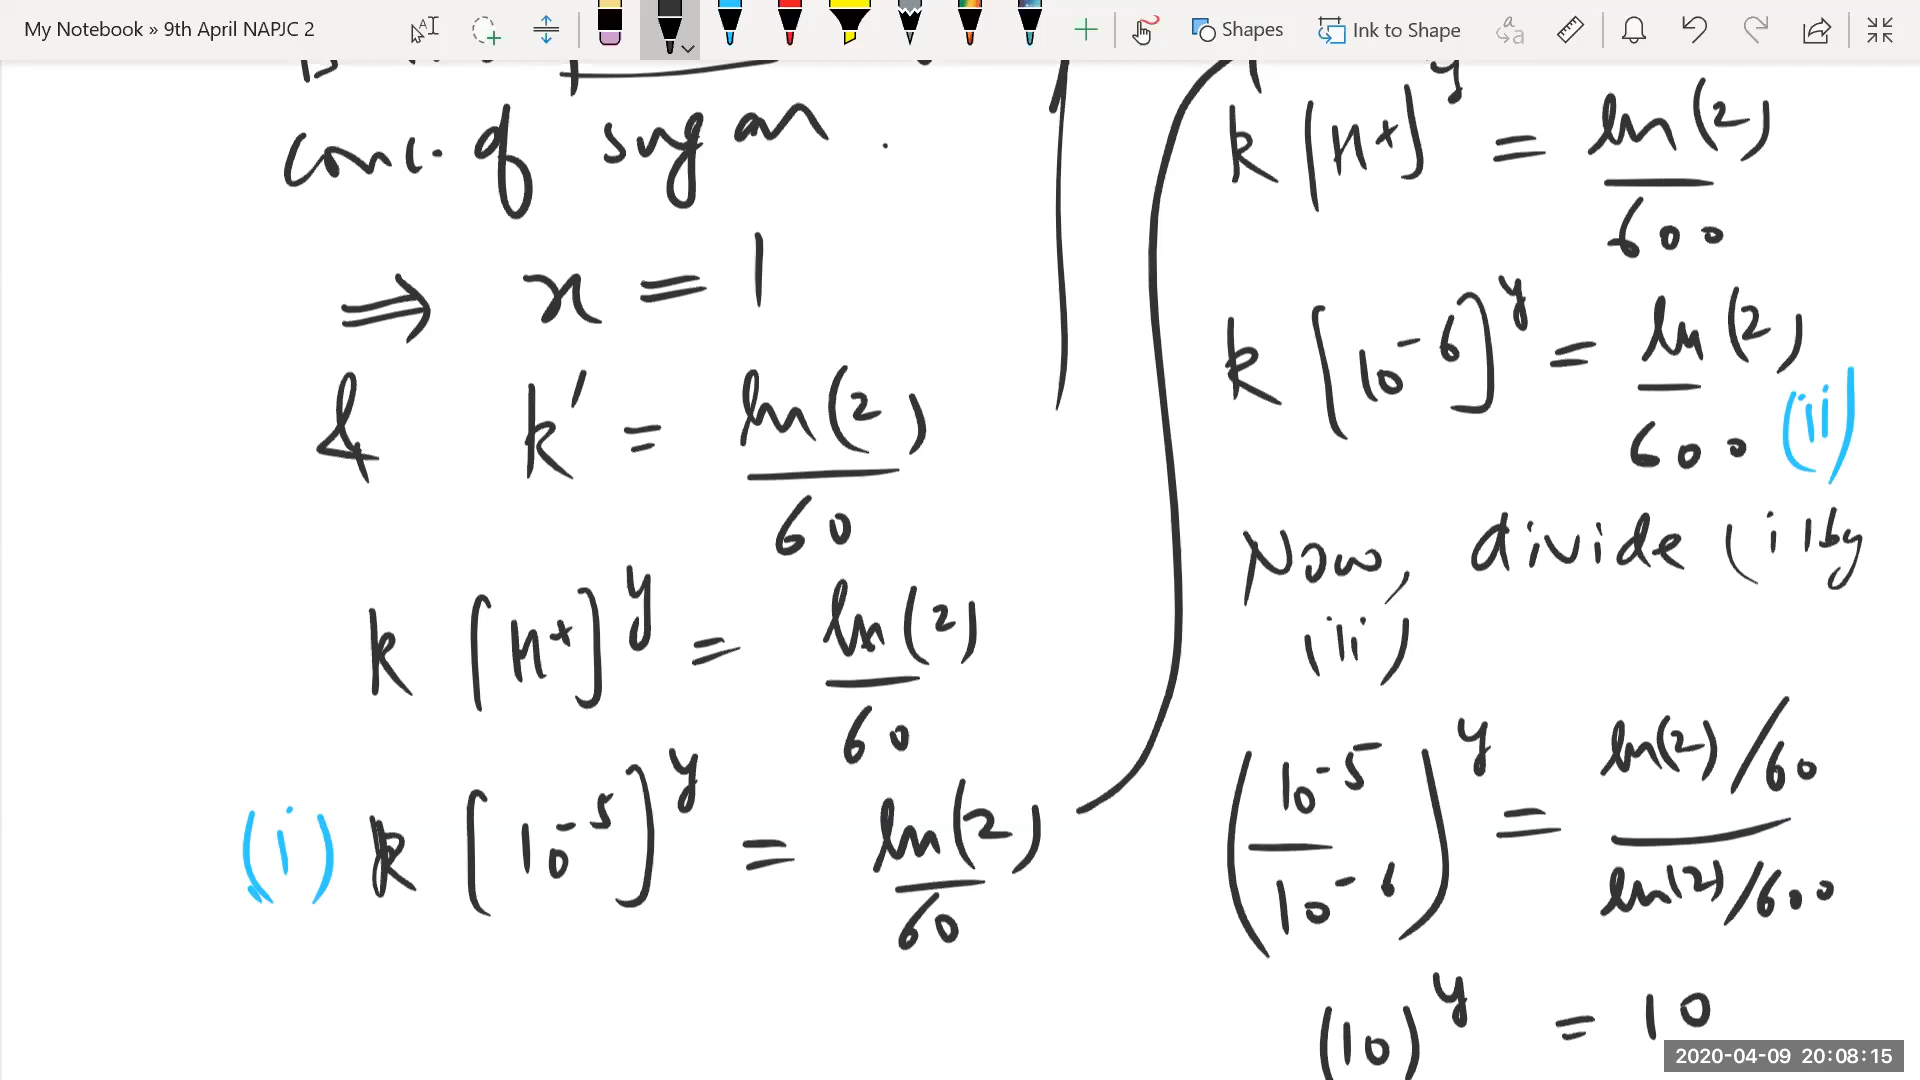 My Notebook » 9th April NAPJC 2
Shapes
Ink to Shape
conc. of sugar .
⇒ x = 1
& k' = ln(2) / 60
k [H+]^y = ln(2) / 60
(i) k [10^-5]^y = ln(2) / 60
k [H+]^y = ln(2) / 600
k [10^-6]^y = ln(2) / 600 (ii)
Now, divide (i) by
(ii)
(10^-5 / 10^-6)^y = ln(2)/60 / ln(2)/600
(10)^y = 10
2020-04-09 20:08:15